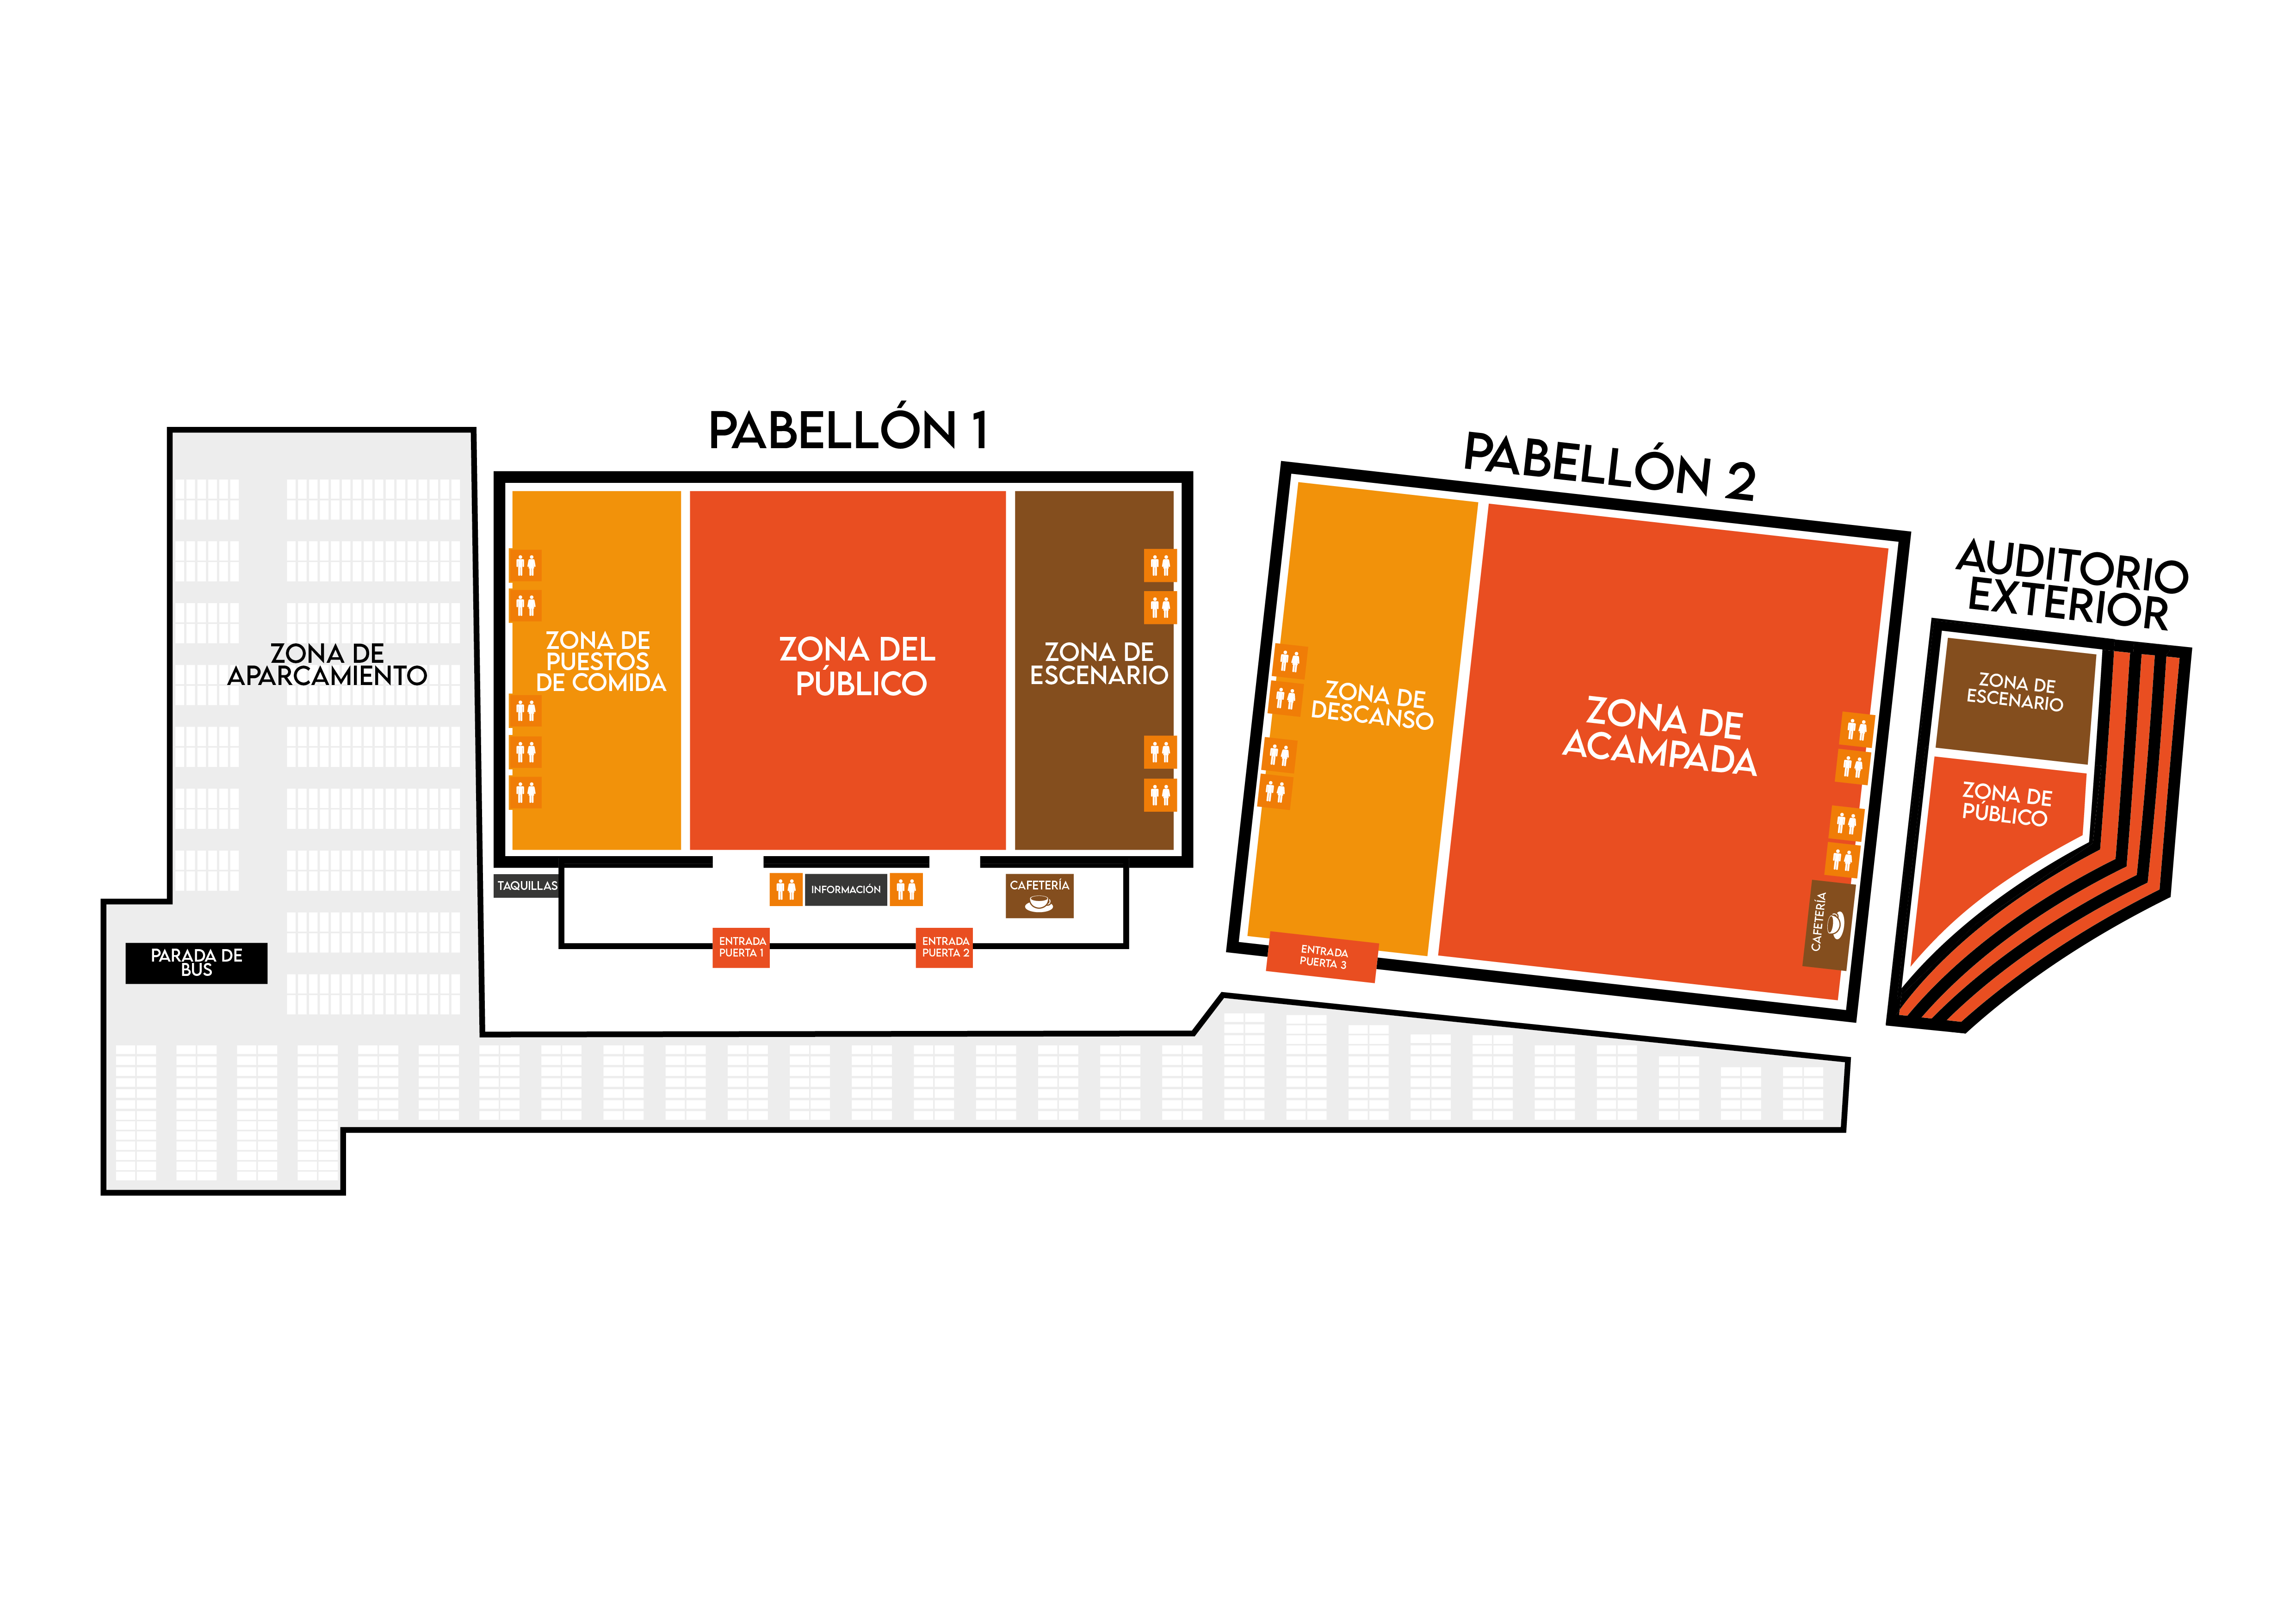 PABELLÓN 1
PABELLÓN 2
AUDITORIO
EXTERIOR
ZONA DE
APARCAMIENTO
ZONA DE
PUESTOS
DE COMIDA
ZONA DEL
PÚBLICO
ZONA DE
ESCENARIO
ZONA DE
DESCANSO
ZONA DE
ACAMPADA
ZONA DE
ESCENARIO
ZONA DE
PÚBLICO
TAQUILLAS
INFORMACIÓN
CAFETERÍA
CAFETERÍA
PARADA DE
BUS
ENTRADA
PUERTA 1
ENTRADA
PUERTA 2
ENTRADA
PUERTA 3